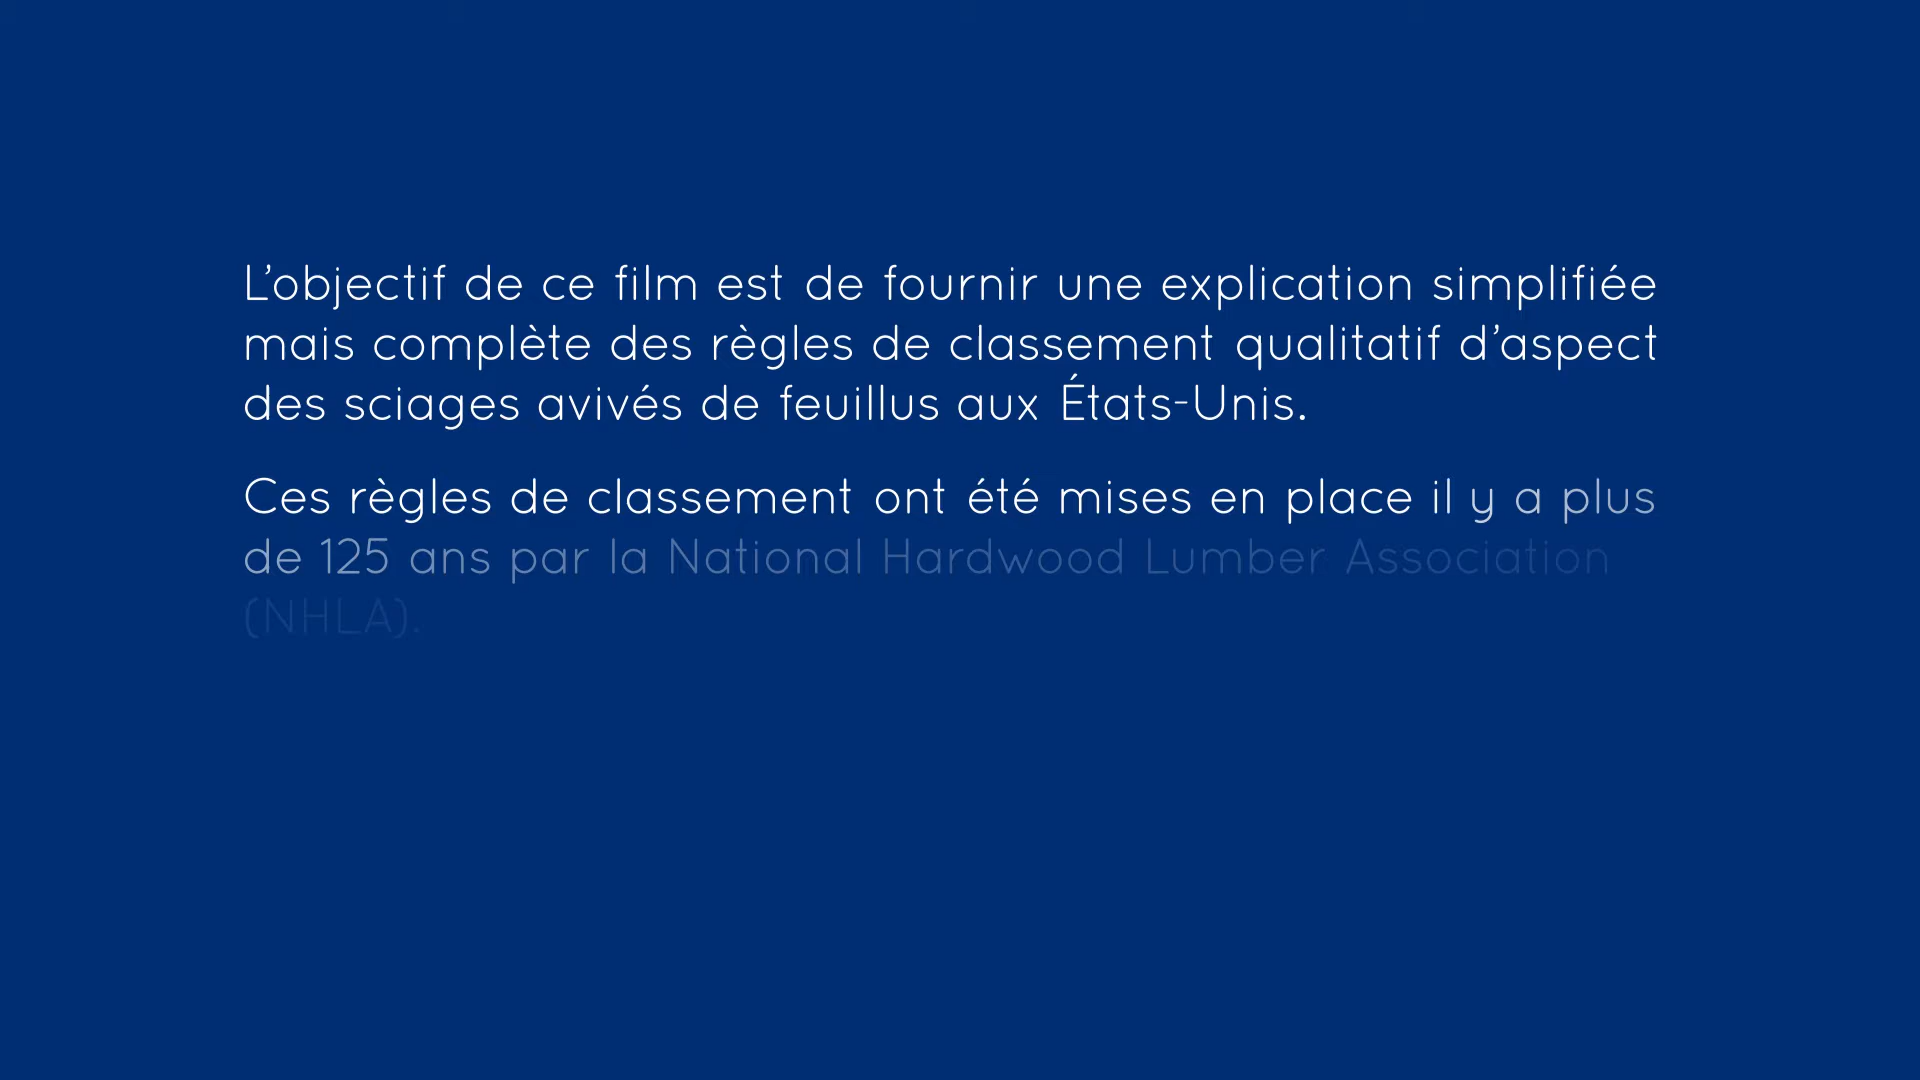 L’objectif de ce film est de fournir une explication simplifiée
mais complète des règles de classement qualitatif d’aspect
des sciages avivés de feuillus aux États-Unis.
Ces règles de classement ont été mises en place il y a plus
de 125 ans par la National Hardwood Lumber Association
(NHLA).